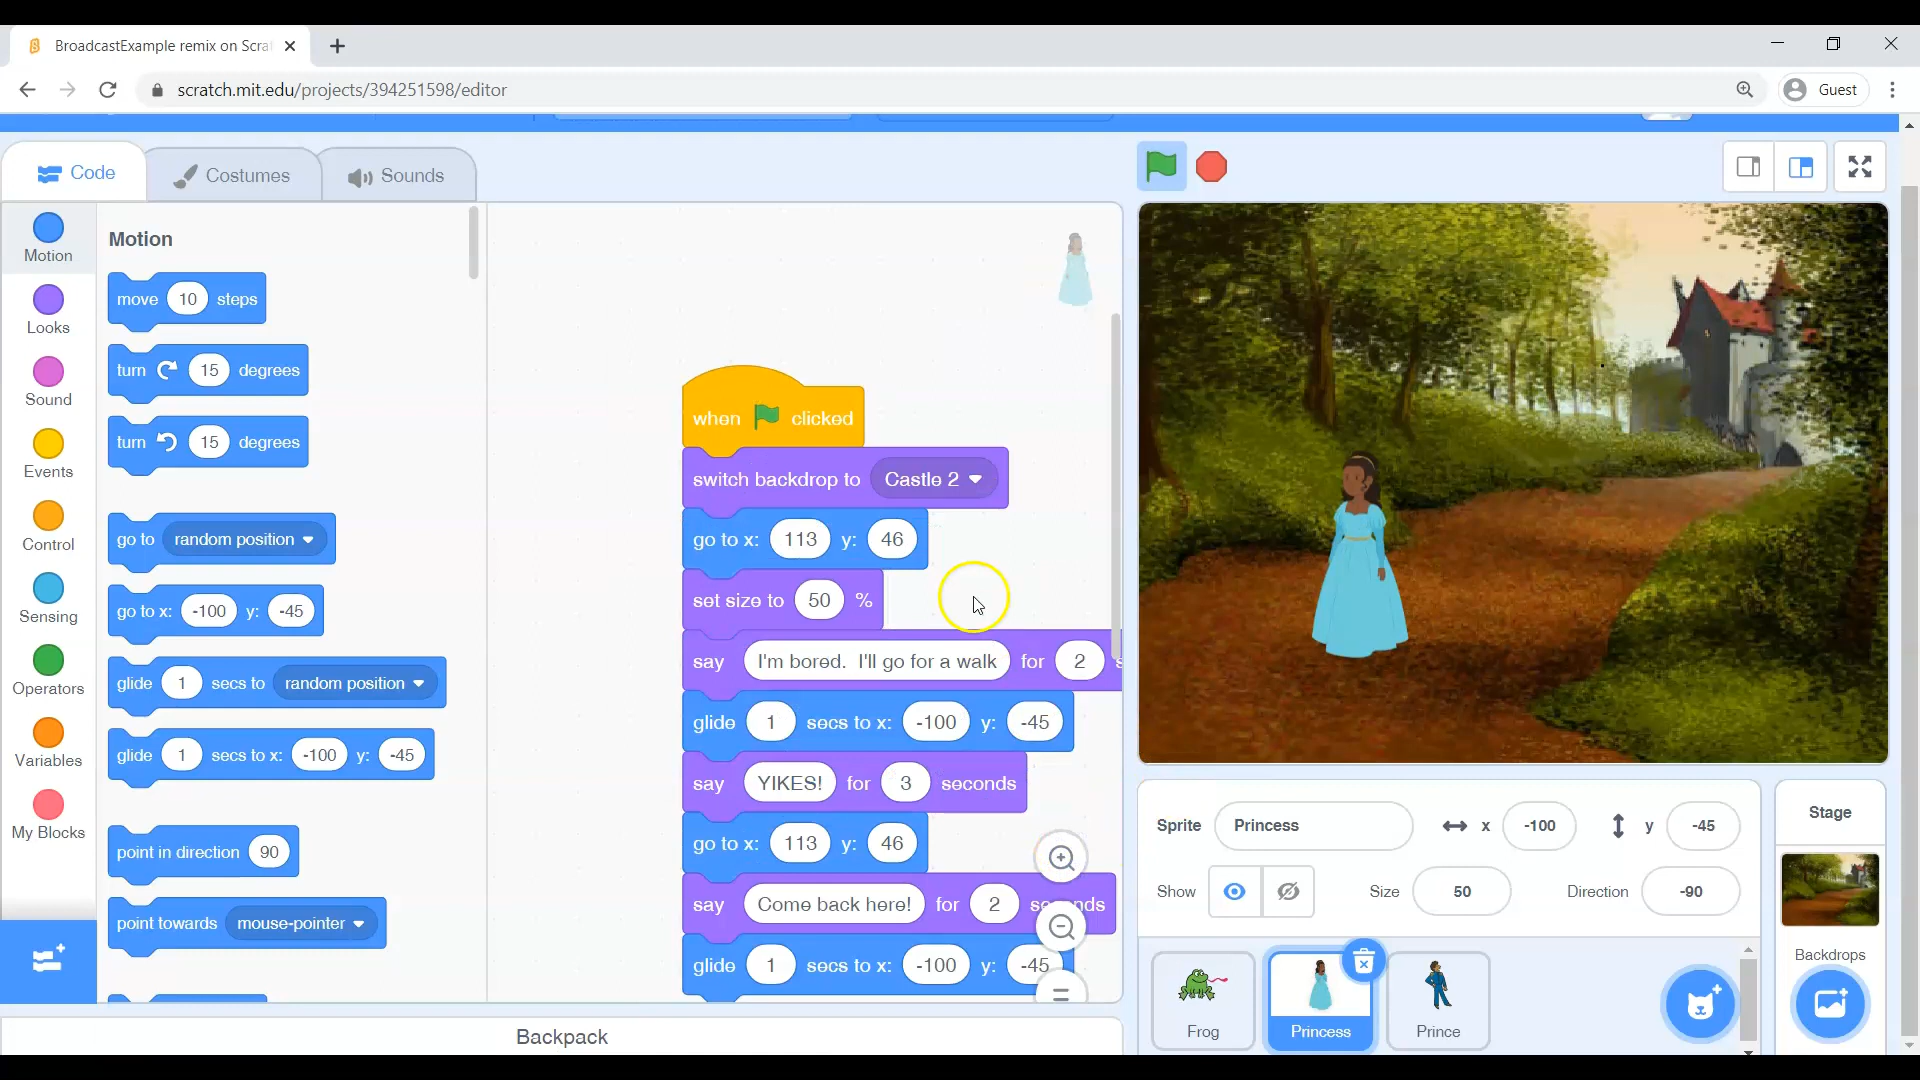 BroadcastExample remix on Scra
scratch.mit.edu/projects/394251598/editor
Guest
Code
Costumes
Sounds
Motion
Looks
Sound
Events
Control
Sensing
Operators
Variables
My Blocks
Motion
move 10 steps
turn 15 degrees
turn 15 degrees
go to random position
go to x: -100 y: -45
glide 1 secs to random position
glide 1 secs to x: -100 y: -45
point in direction 90
point towards mouse-pointer
when clicked
switch backdrop to Castle 2
go to x: 113 y: 46
set size to 50 %
say I'm bored. I'll go for a walk for 2 s
glide 1 secs to x: -100 y: -45
say YIKES! for 3 seconds
go to x: 113 y: 46
say Come back here! for 2 seconds
glide 1 secs to x: -100 y: -45
Backpack
Sprite Princess x -100 y -45
Show Size 50 Direction -90
Frog
Princess
Prince
Stage
Backdrops